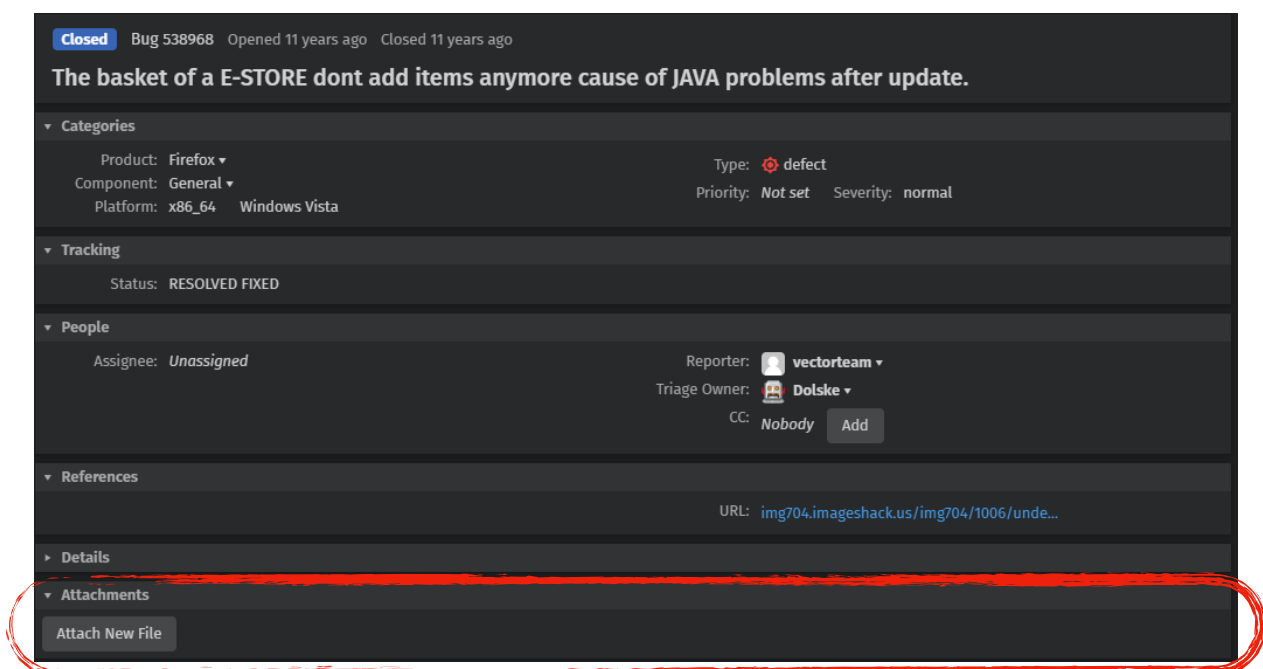 Closed Bug 538968 Opened 11 years ago Closed 11 years ago
The basket of a E-STORE dont add items anymore cause of JAVA problems after update.
Categories
Product: Firefox
Type: defect
Component: General
Priority: Not set Severity: normal
Platform: x86_64 Windows Vista
Tracking
Status: RESOLVED FIXED
People
Assignee: Unassigned
Reporter: vectorteam
Triage Owner: Dolske
CC: Nobody Add
References
URL: img704.imageshack.us/img704/1006/unde...
Details
Attachments
Attach New File